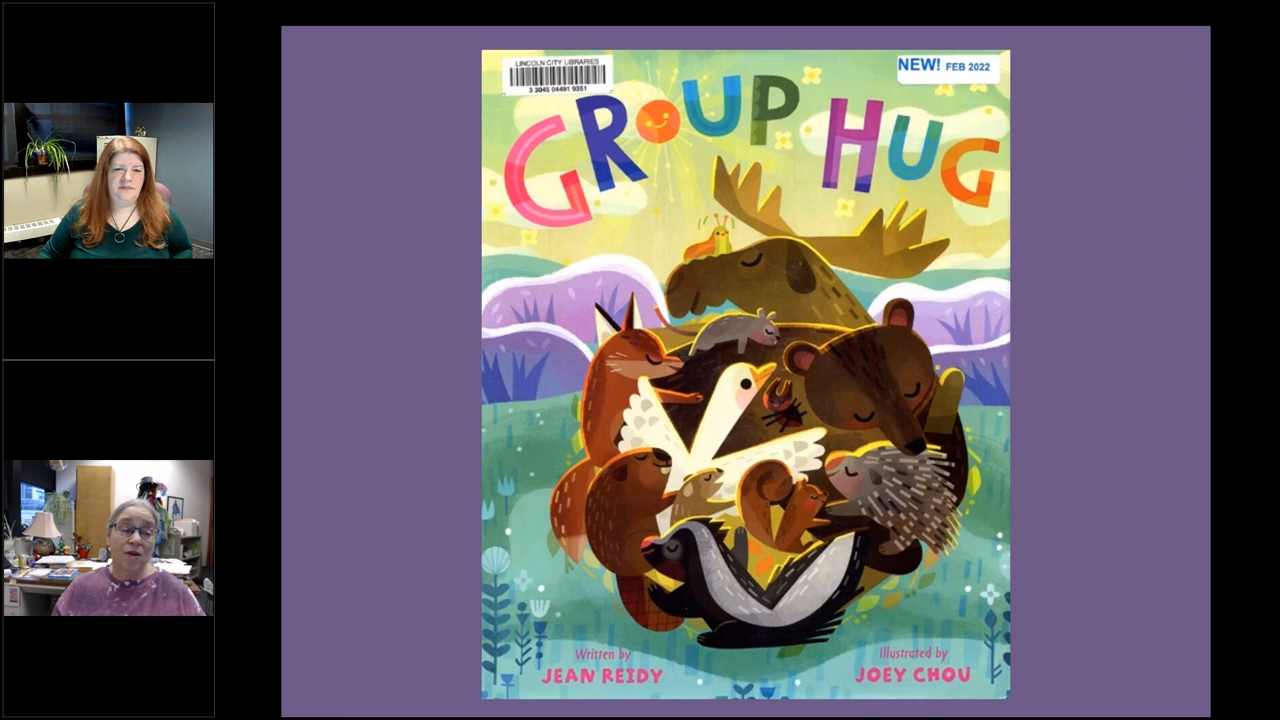 LINCOLN CITY LIBRARIES
3 3045 04491 9351
NEW! FEB 2022
GROUP HUG
Written by
JEAN REIDY
Illustrated by
JOEY CHOU